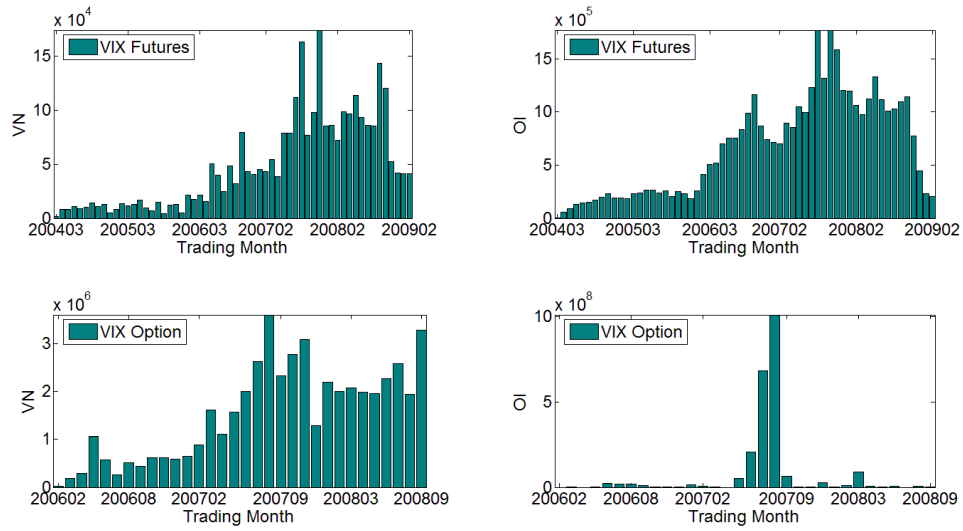 x 10^4
VIX Futures
15
10
5
0
VN
200403
200503
200603
200702
200802
200902
Trading Month
x 10^5
VIX Futures
15
10
5
0
OI
200403
200503
200603
200702
200802
200902
Trading Month
x 10^6
VIX Option
3
2
1
0
VN
200602
200608
200702
200709
200803
200809
Trading Month
x 10^8
VIX Option
10
5
0
OI
200602
200608
200702
200709
200803
200809
Trading Month